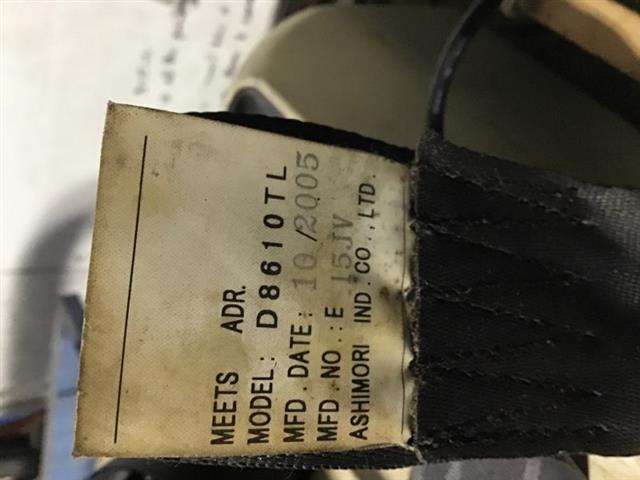 MEETS ADR.
MODEL: D8610TL
MFD. DATE: 10/2005
MFD. NO.: E 15JV
ASHIMORI IND. CO., LTD.